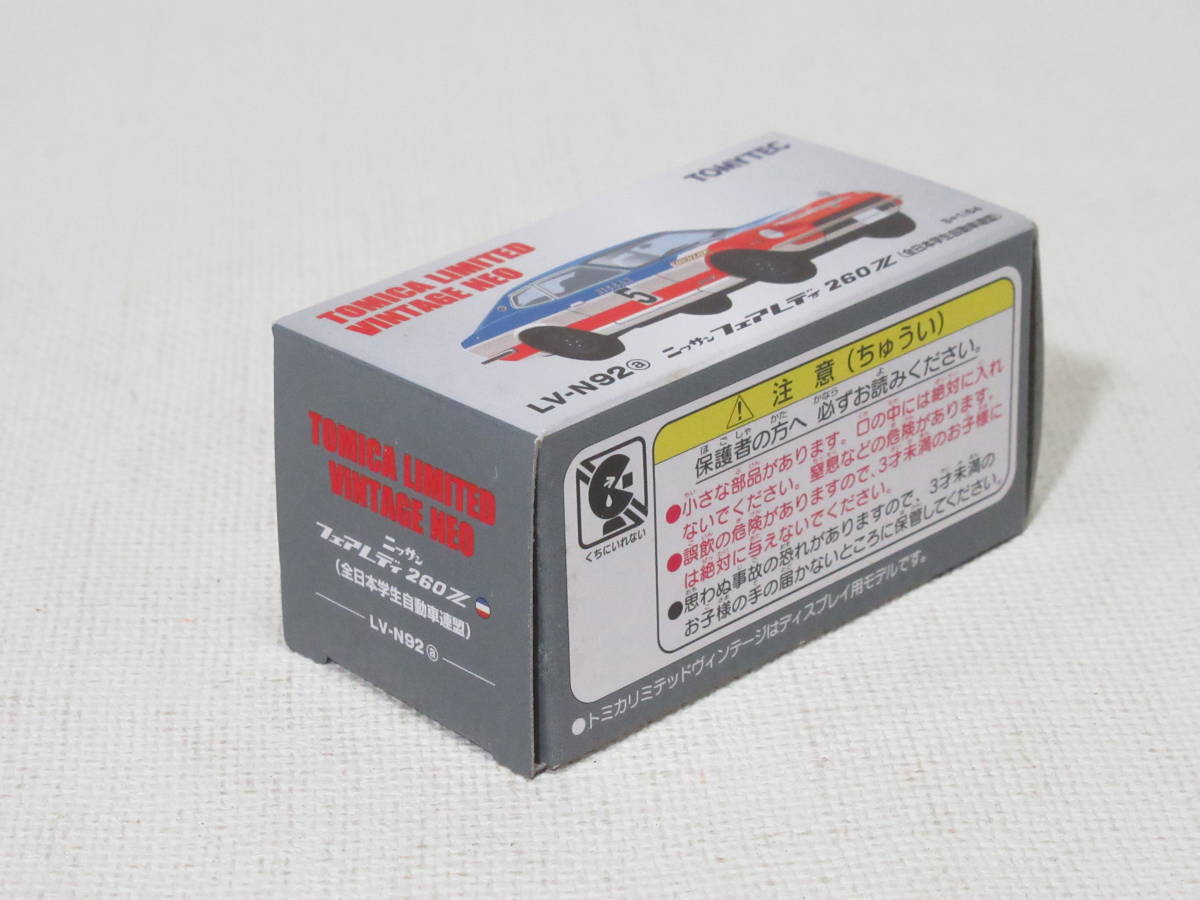 TOMYTEC
TOMICA LIMITED
VINTAGE NEO
S=1/64
5
LV-N92ⓐ ニッサン フェアレディ 260Z (全日本学生自動車連盟)
TOMICA LIMITED
VINTAGE NEO
ニッサン
フェアレディ 260Z
(全日本学生自動車連盟)
LV-N92ⓐ
⚠ 注意(ちゅうい)
保護者の方へ 必ずお読みください。
●小さな部品があります。口の中には絶対に入れ
ないでください。窒息などの危険があります。
●誤飲の危険がありますので、3才未満のお子様に
は絶対に与えないでください。
●思わぬ事故の恐れがありますので、3才未満の
お子様の手の届かないところに保管してください。
くちにいれない
●トミカリミテッドヴィンテージはディスプレイ用モデルです。